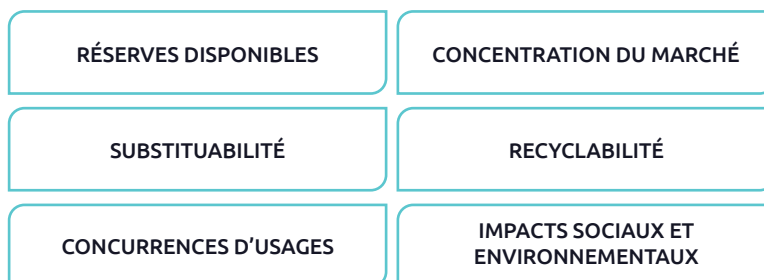 RÉSERVES DISPONIBLES
CONCENTRATION DU MARCHÉ
SUBSTITUABILITÉ
RECYCLABILITÉ
CONCURRENCES D’USAGES
IMPACTS SOCIAUX ET
ENVIRONNEMENTAUX